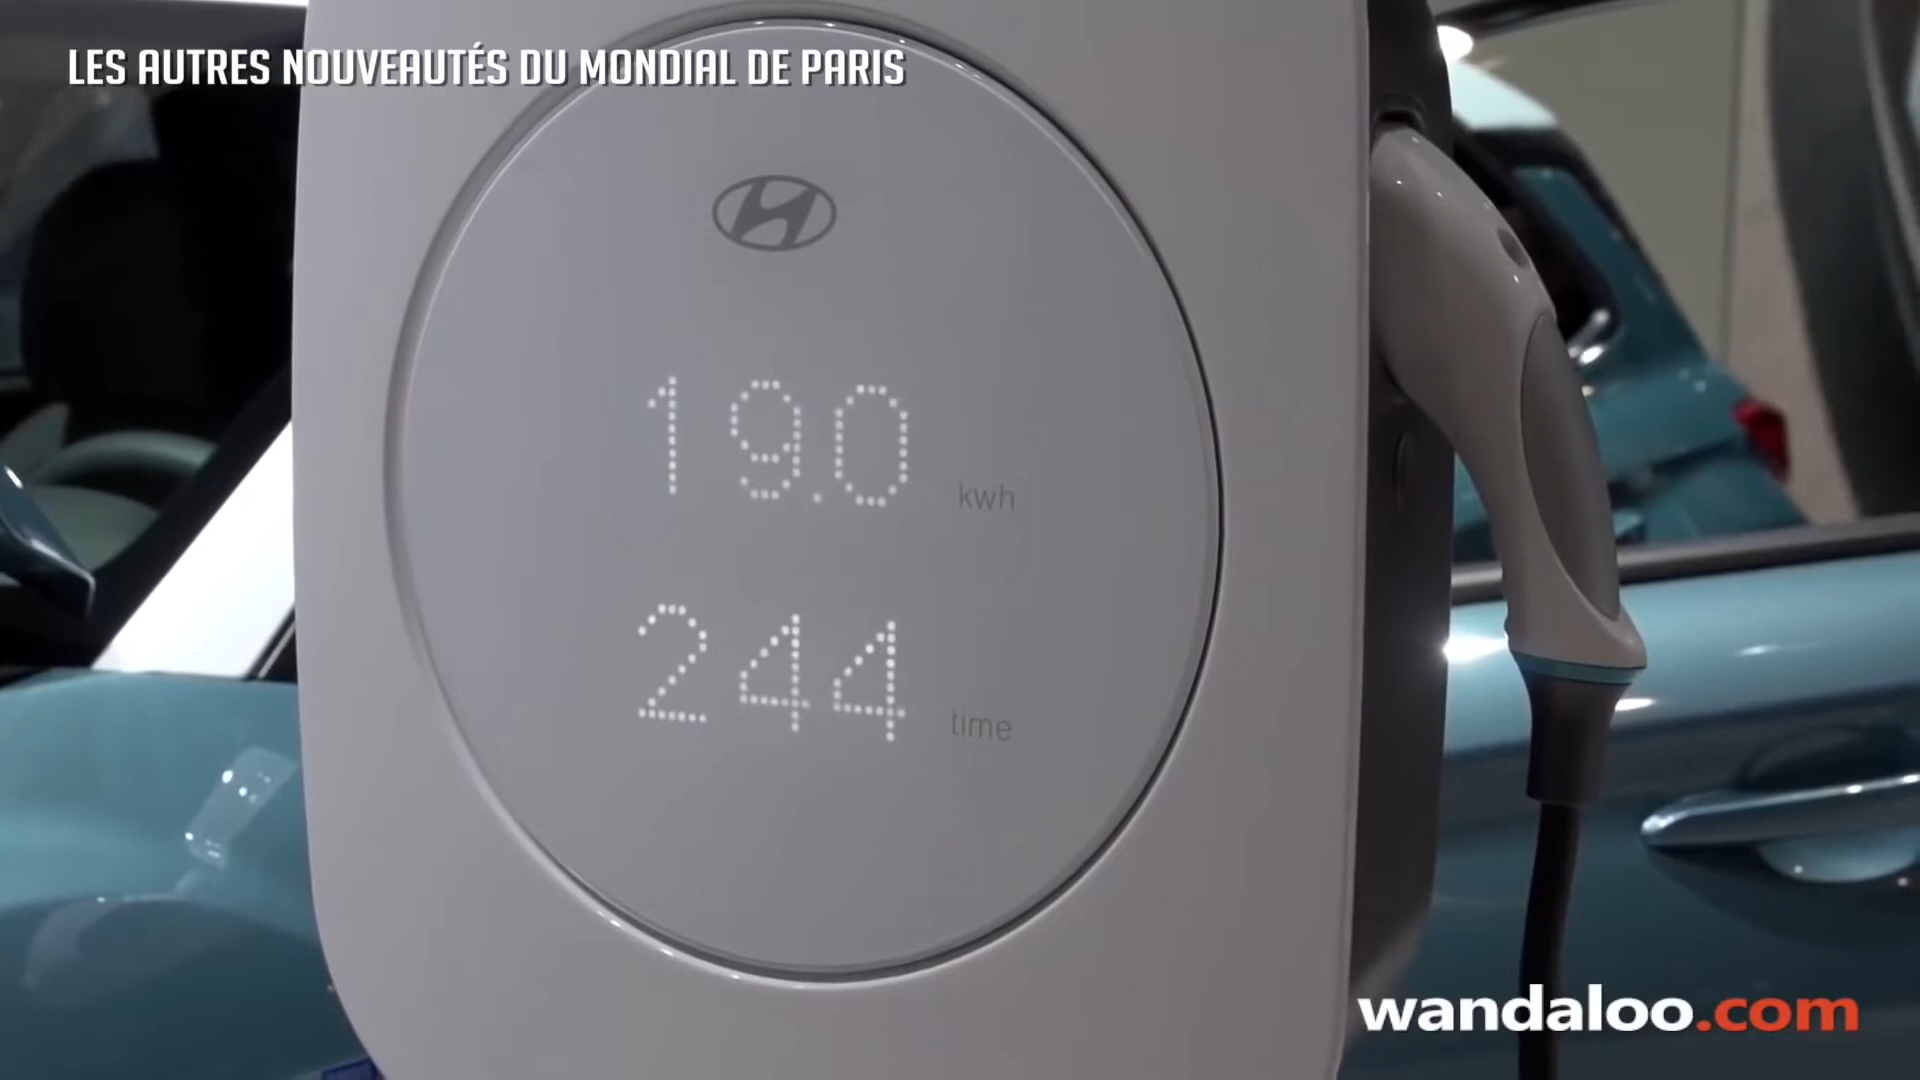 LES AUTRES NOUVEAUTÉS DU MONDIAL DE PARIS
19.0 kwh
244 time
wandaloo.com